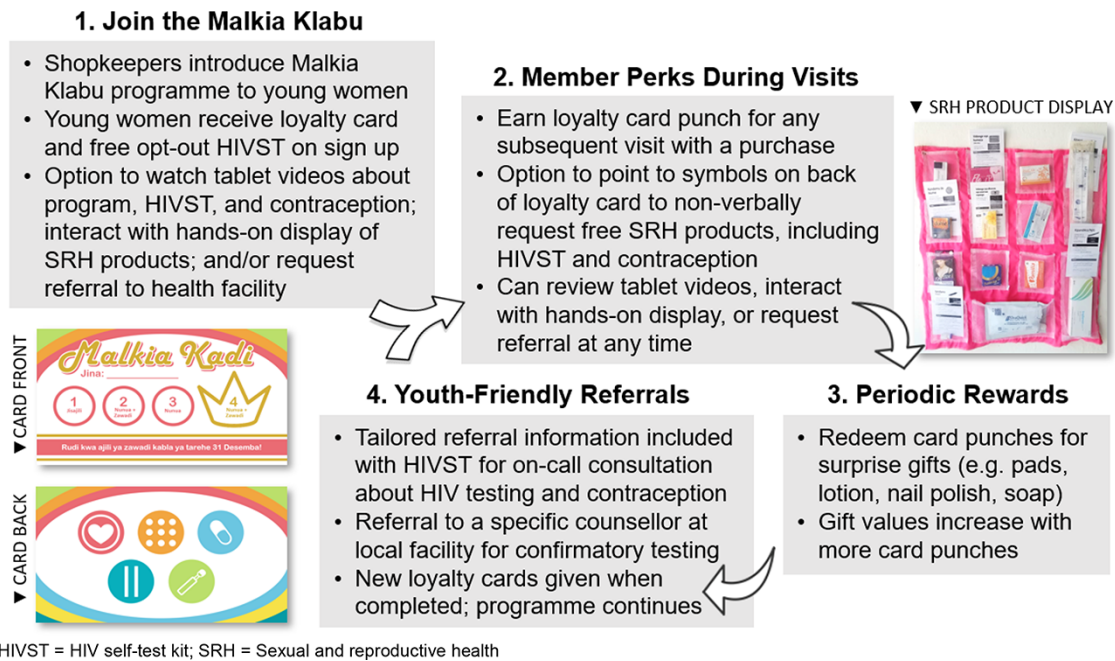 1. Join the Malkia Klabu
• Shopkeepers introduce Malkia
Klabu programme to young women
• Young women receive loyalty card
and free opt-out HIVST on sign up
• Option to watch tablet videos about
program, HIVST, and contraception;
interact with hands-on display of
SRH products; and/or request
referral to health facility
2. Member Perks During Visits
• Earn loyalty card punch for any
subsequent visit with a purchase
• Option to point to symbols on back
of loyalty card to non-verbally
request free SRH products, including
HIVST and contraception
• Can review tablet videos, interact
with hands-on display, or request
referral at any time
▼ SRH PRODUCT DISPLAY
▼ CARD FRONT
Malkia Kadi
Jina:
1
Jisajili
2
Nunua +
Zawadi
3
Nunua
4
Nunua +
Zawadi
Rudi kwa ajili ya zawadi kabla ya tarehe 31 Desemba!
▼ CARD BACK
3. Periodic Rewards
• Redeem card punches for
surprise gifts (e.g. pads,
lotion, nail polish, soap)
• Gift values increase with
more card punches
4. Youth-Friendly Referrals
• Tailored referral information included
with HIVST for on-call consultation
about HIV testing and contraception
• Referral to a specific counsellor at
local facility for confirmatory testing
• New loyalty cards given when
completed; programme continues
HIVST = HIV self-test kit; SRH = Sexual and reproductive health